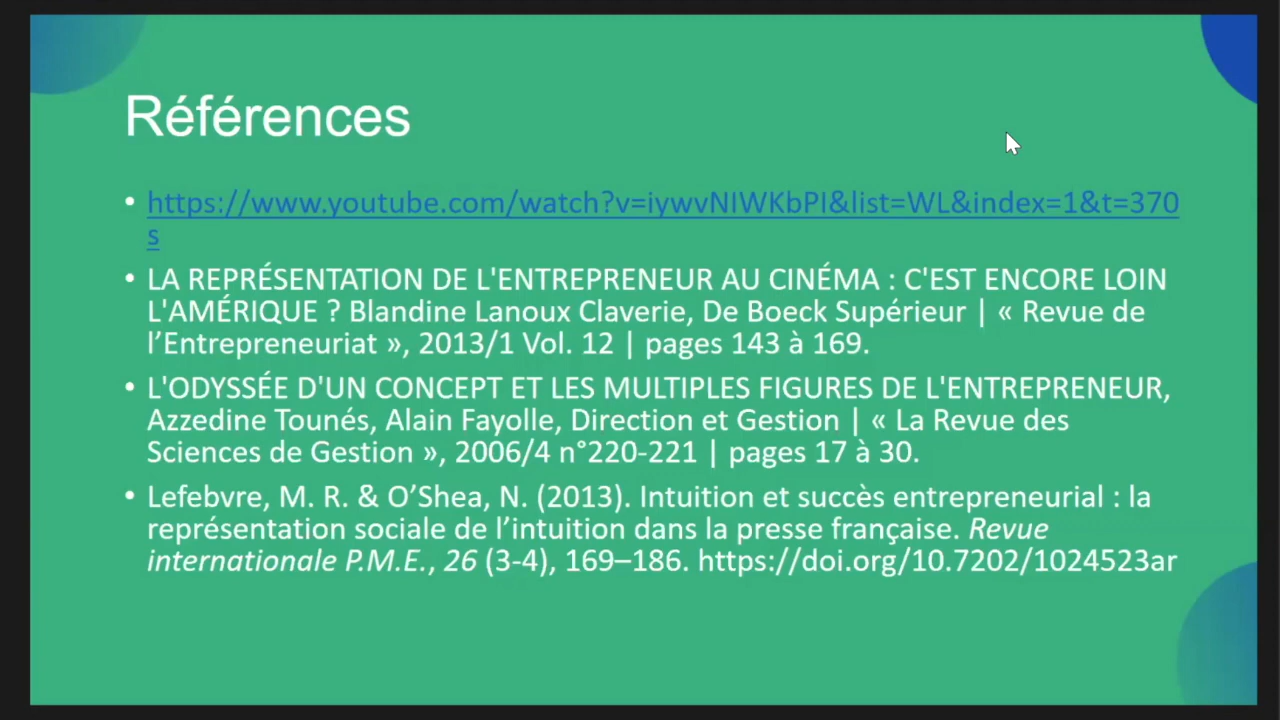 Références
• https://www.youtube.com/watch?v=iywvNIWKbPI&list=WL&index=1&t=370
s
• LA REPRÉSENTATION DE L'ENTREPRENEUR AU CINÉMA : C'EST ENCORE LOIN
L'AMÉRIQUE ? Blandine Lanoux Claverie, De Boeck Supérieur | « Revue de
l’Entrepreneuriat », 2013/1 Vol. 12 | pages 143 à 169.
• L'ODYSSÉE D'UN CONCEPT ET LES MULTIPLES FIGURES DE L'ENTREPRENEUR,
Azzedine Tounés, Alain Fayolle, Direction et Gestion | « La Revue des
Sciences de Gestion », 2006/4 n°220-221 | pages 17 à 30.
• Lefebvre, M. R. & O’Shea, N. (2013). Intuition et succès entrepreneurial : la
représentation sociale de l’intuition dans la presse française. Revue
internationale P.M.E., 26 (3-4), 169–186. https://doi.org/10.7202/1024523ar